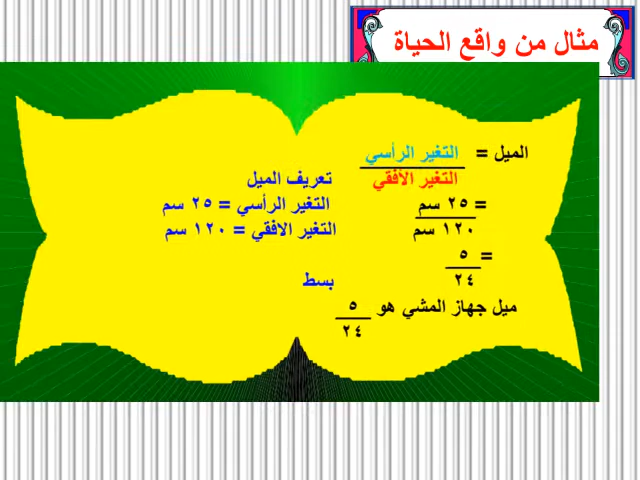 مثال من واقع الحياة
الميل = التغير الرأسي
التغير الأفقي تعريف الميل
= ٢٥ سم التغير الرأسي = ٢٥ سم
١٢٠ سم التغير الافقي = ١٢٠ سم
= ٥
٢٤ بسط
ميل جهاز المشي هو ٥
٢٤